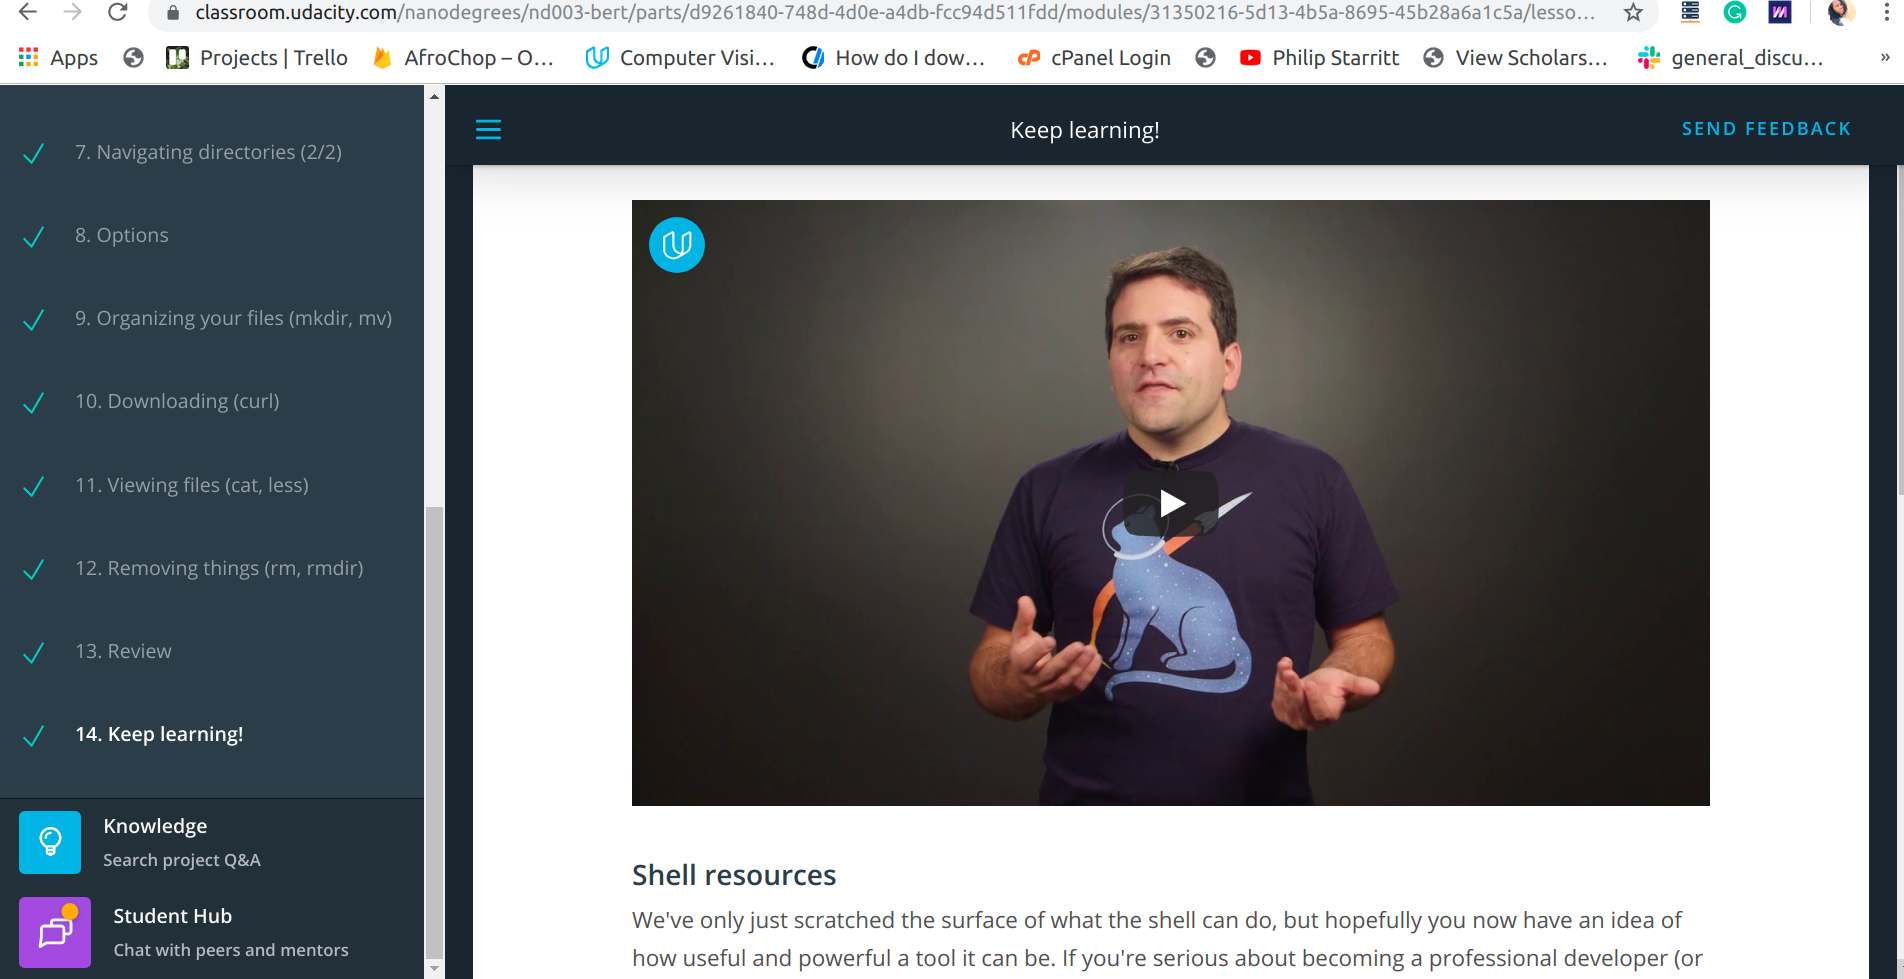 classroom.udacity.com/nanodegrees/nd003-bert/parts/d9261840-748d-4d0e-a4db-fcc94d511fdd/modules/31350216-5d13-4b5a-8695-45b28a6a1c5a/lesso...
Apps
Projects | Trello
AfroChop – O...
Computer Visi...
How do I dow...
cPanel Login
Philip Starritt
View Scholars...
general_discu...
»
7. Navigating directories (2/2)
8. Options
9. Organizing your files (mkdir, mv)
10. Downloading (curl)
11. Viewing files (cat, less)
12. Removing things (rm, rmdir)
13. Review
14. Keep learning!
Knowledge
Search project Q&A
Student Hub
Chat with peers and mentors
Keep learning!
SEND FEEDBACK
Shell resources
We've only just scratched the surface of what the shell can do, but hopefully you now have an idea of
how useful and powerful a tool it can be. If you're serious about becoming a professional developer (or